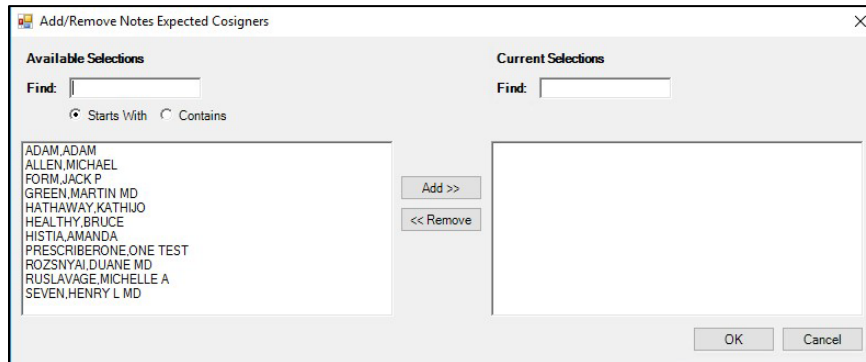 Add/Remove Notes Expected Cosigners
Available Selections
Current Selections
Find:
Find:
Starts With
Contains
ADAM,ADAM
ALLEN,MICHAEL
FORM,JACK P
GREEN,MARTIN MD
HATHAWAY,KATHIJO
HEALTHY,BRUCE
HISTIA,AMANDA
PRESCRIBERONE,ONE TEST
ROZSNYAI,DUANE MD
RUSLAVAGE,MICHELLE A
SEVEN,HENRY L MD
Add >>
<< Remove
OK
Cancel